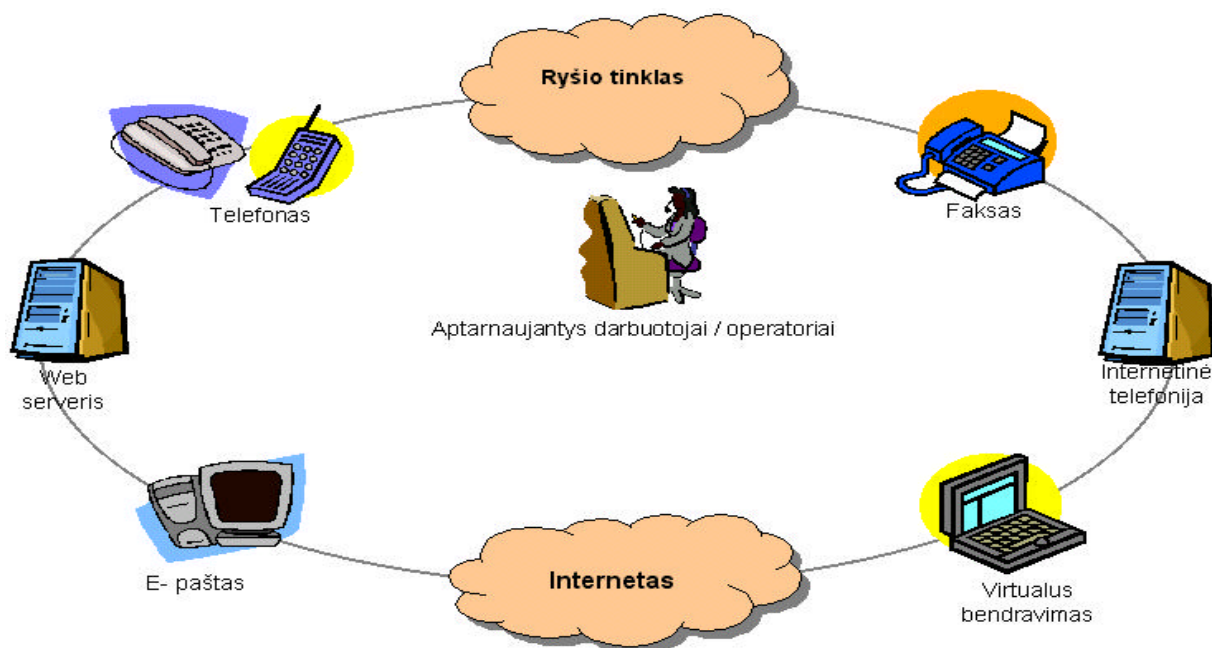 Ryšio tinklas
Telefonas
Faksas
Aptarnaujantys darbuotojai / operatoriai
Web
serveris
Internetinė
telefonija
E- paštas
Internetas
Virtualus
bendravimas